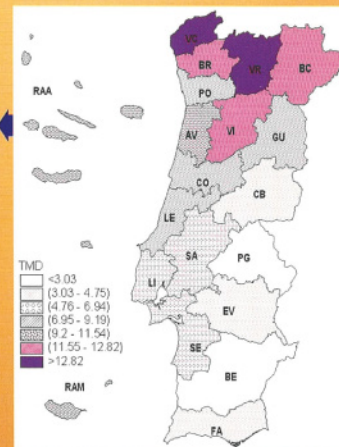 VC
BR
VR
BC
RAA
PO
AV
VI
GU
CO
CB
LE
SA
PG
TMD
<3.03
(3.03 - 4.75)
(4.76 - 6.94)
(6.95 - 9.19)
(9.2 - 11.54)
(11.55 - 12.82)
>12.82
LI
EV
SE
BE
RAM
FA